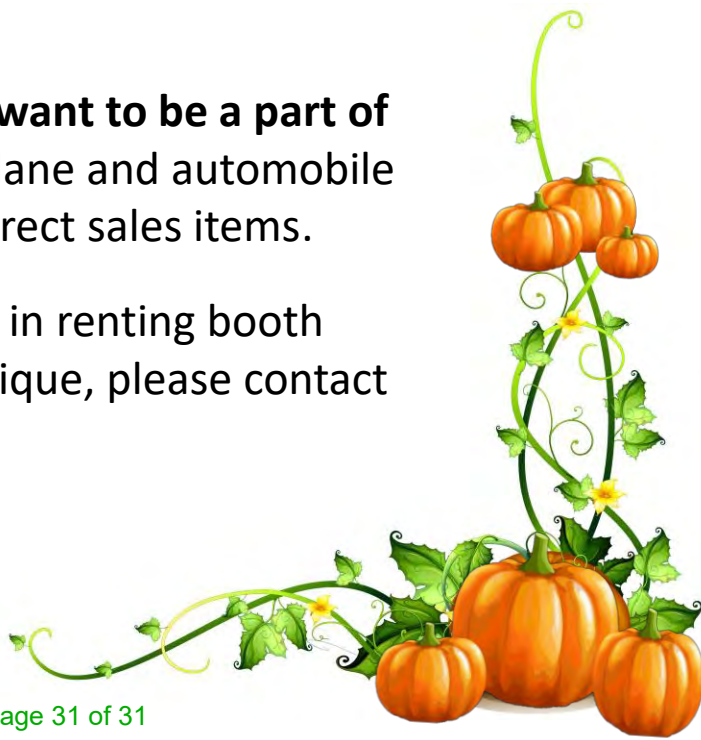 want to be a part of
ane and automobile
rect sales items.
in renting booth
ique, please contact
age 31 of 31